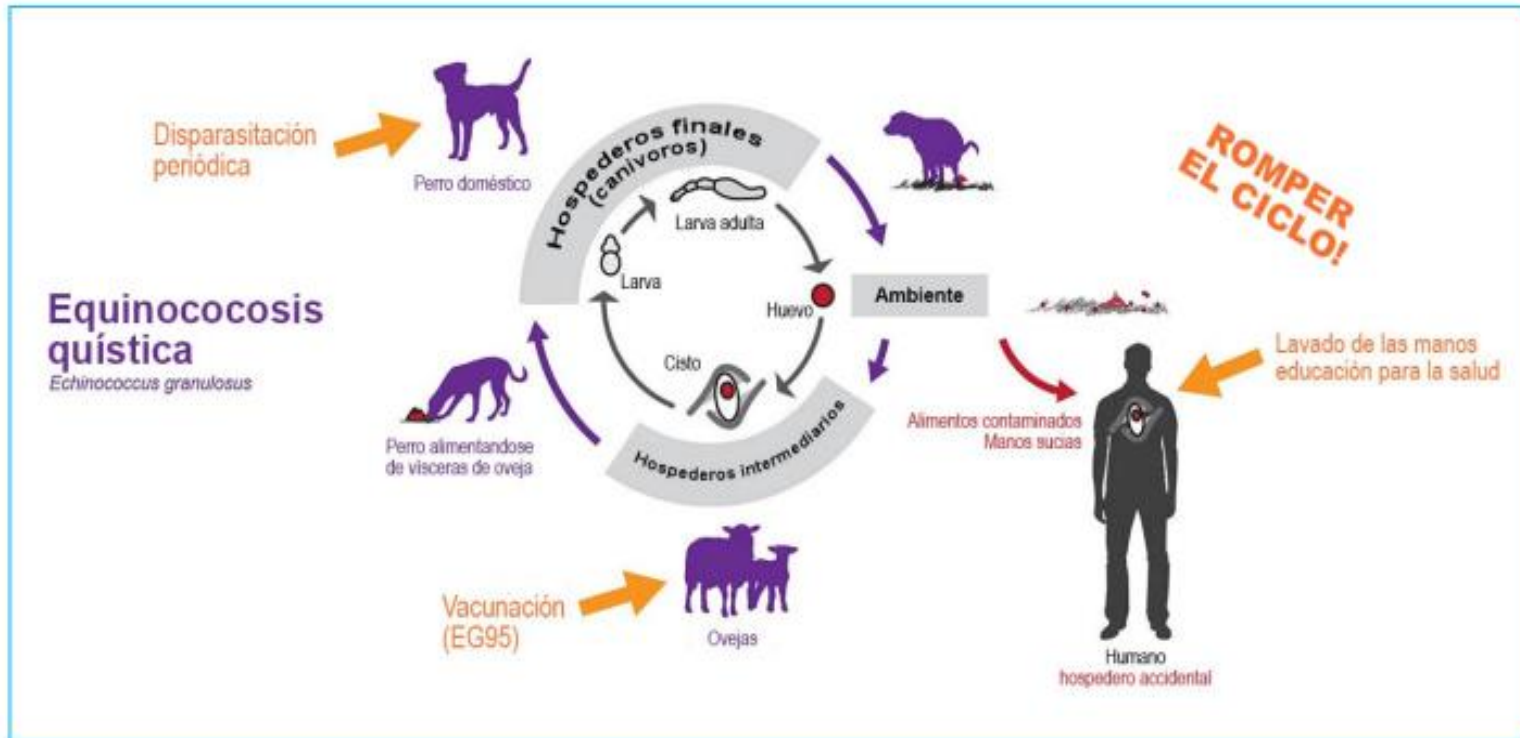 Disparasitación
periódica
Perro doméstico
Hospederos finales
(canívoros)
Larva adulta
Larva
Huevo
Ambiente
ROMPER
EL CICLO!
Equinococosis
quística
Echinococcus granulosus
Cisto
Perro alimentandose
de vísceras de oveja
Hospederos intermediarios
Lavado de las manos
educación para la salud
Alimentos contaminados
Manos sucias
Vacunación
(EG95)
Ovejas
Humano
hospedero accidental